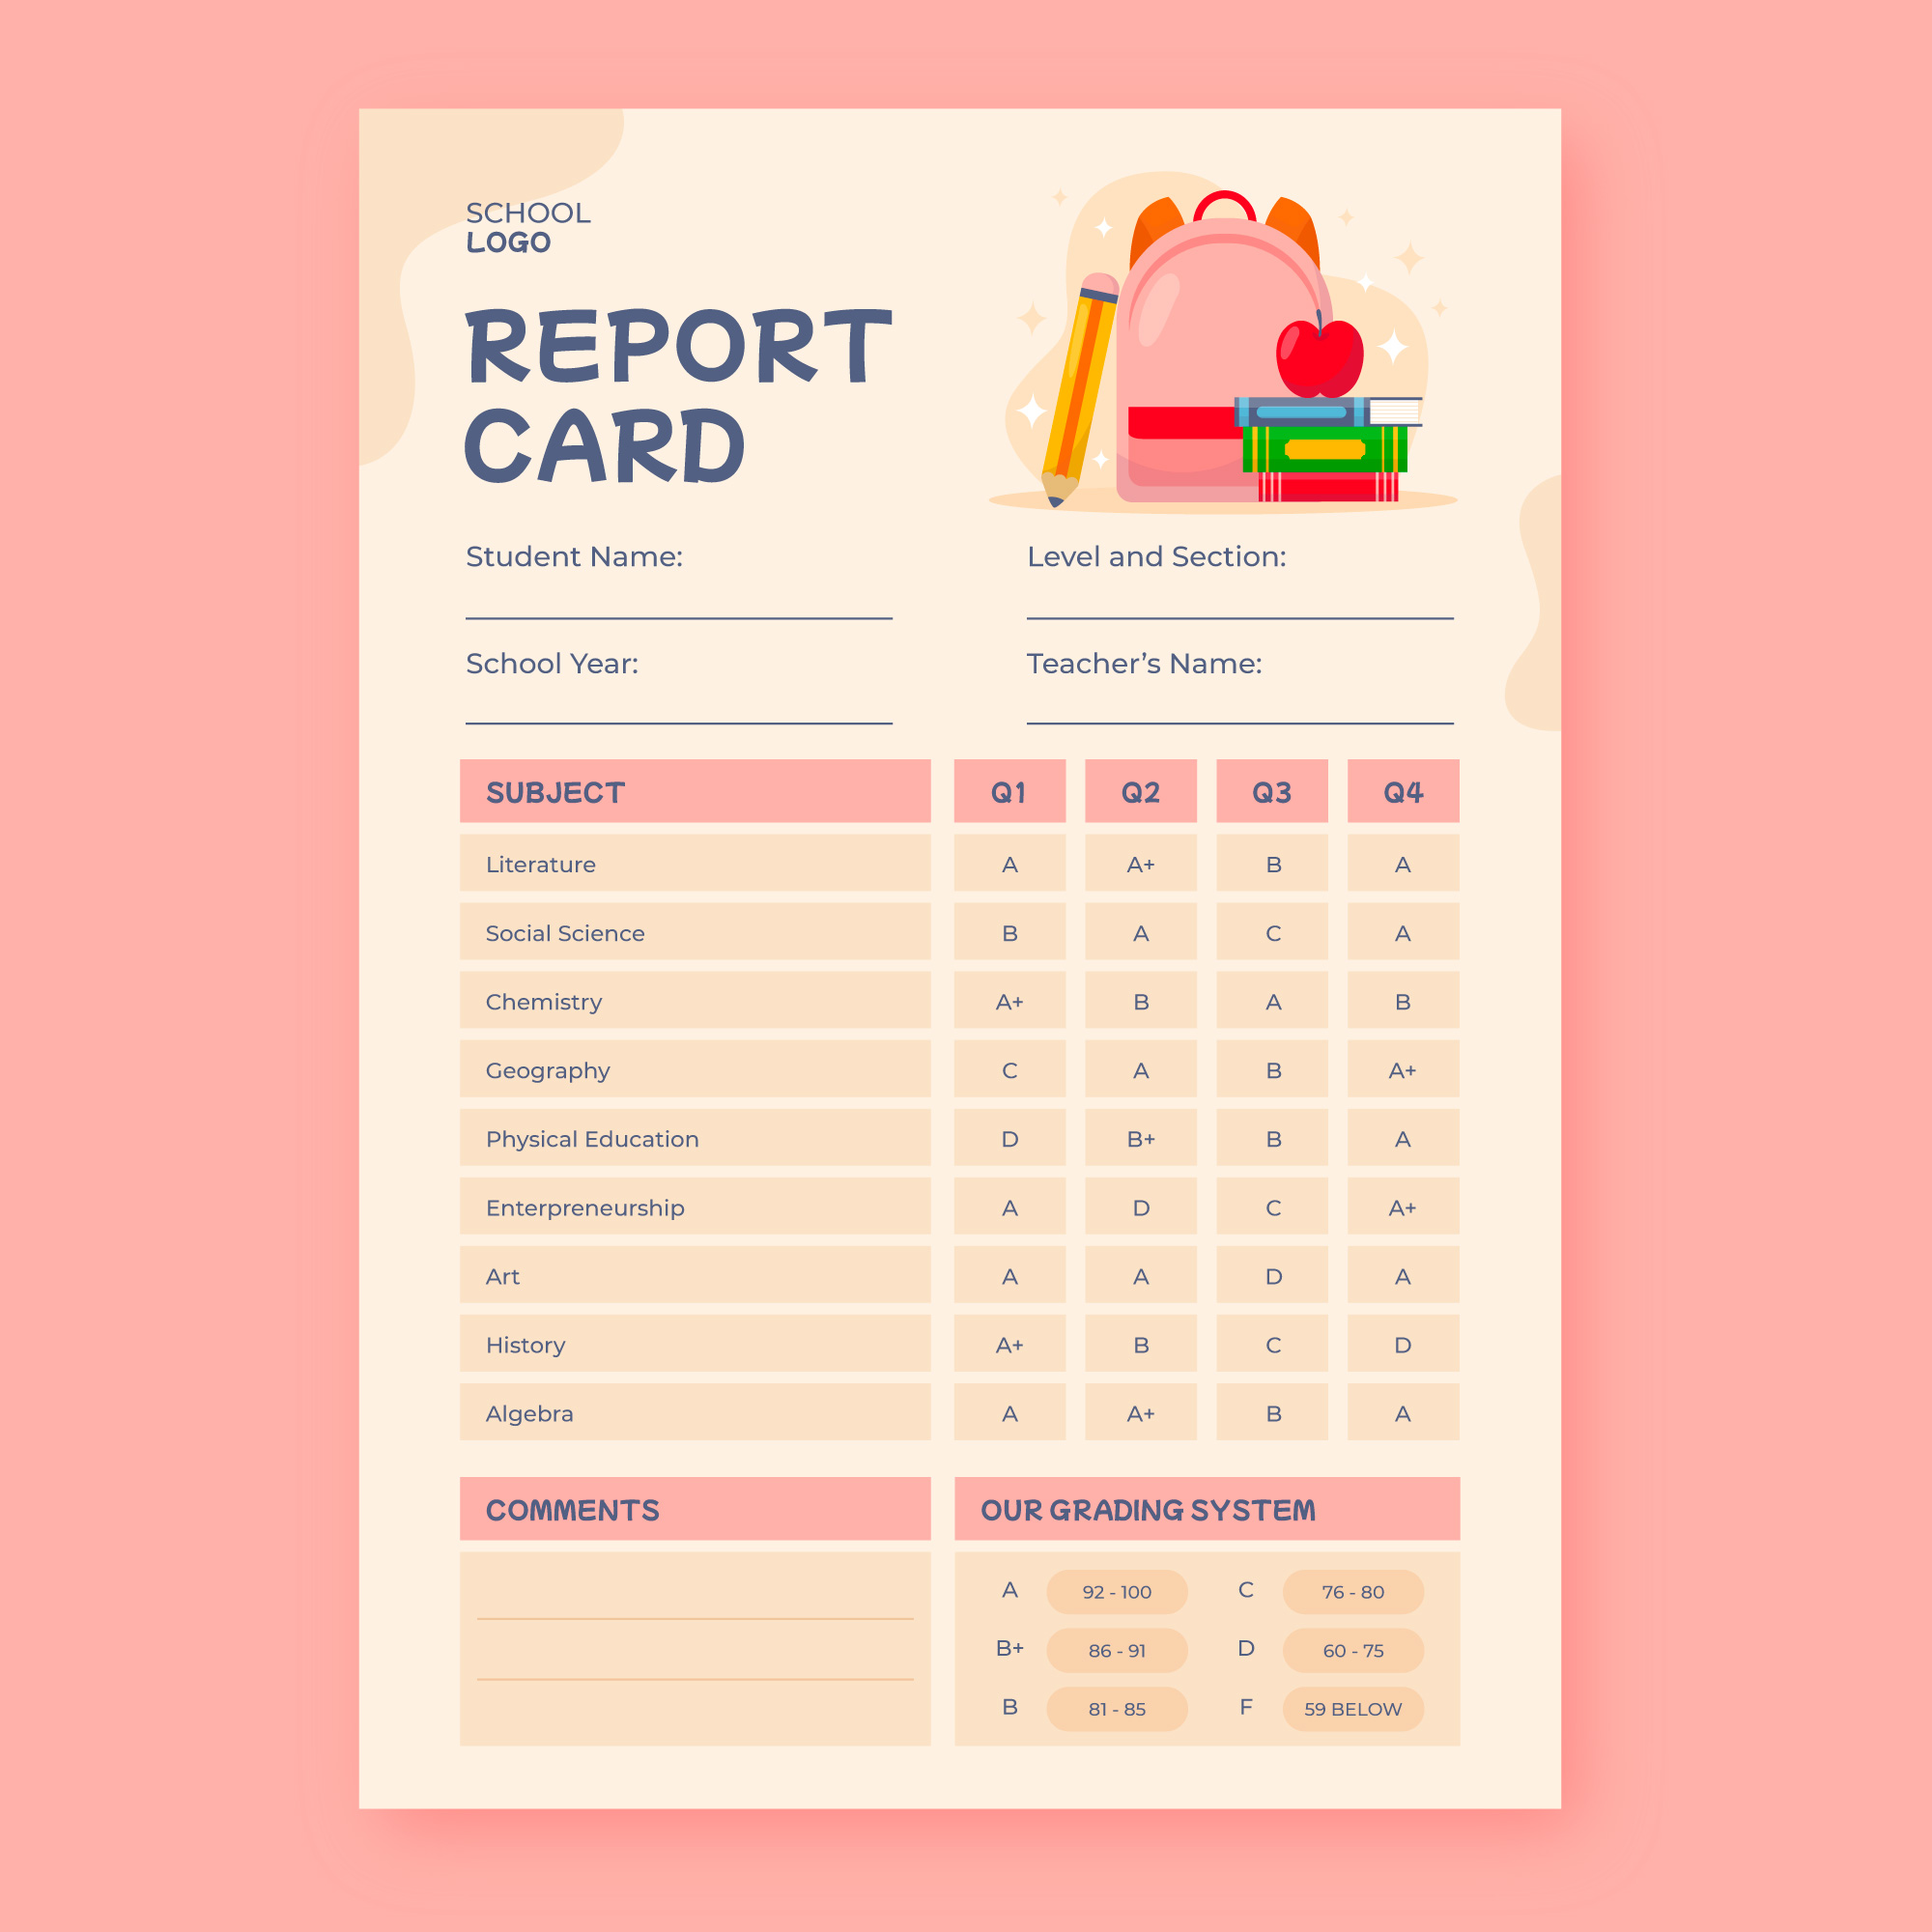 SCHOOL
LOGO
REPORT
CARD
Student Name:
Level and Section:
School Year:
Teacher’s Name:
SUBJECT Q1 Q2 Q3 Q4
Literature A A+ B A
Social Science B A C A
Chemistry A+ B A B
Geography C A B A+
Physical Education D B+ B A
Enterpreneurship A D C A+
Art A A D A
History A+ B C D
Algebra A A+ B A
COMMENTS
OUR GRADING SYSTEM
A 92 - 100 C 76 - 80
B+ 86 - 91 D 60 - 75
B 81 - 85 F 59 BELOW